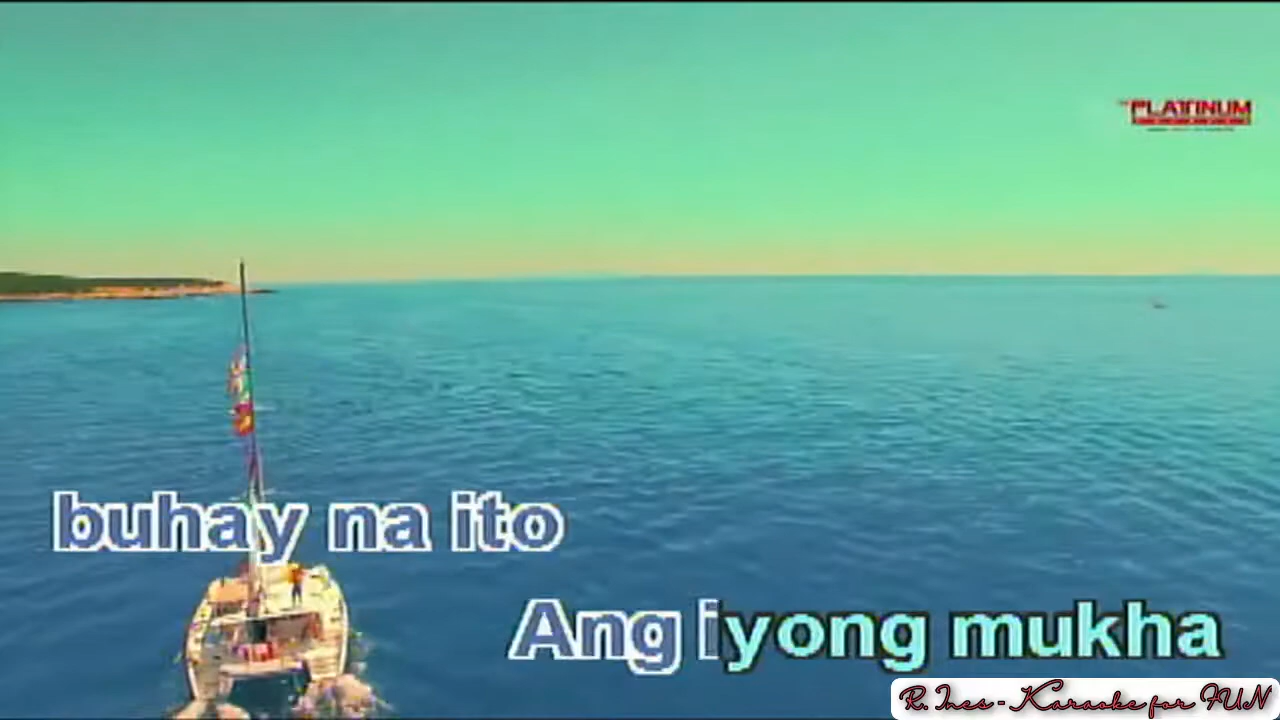 PLATINUM
buhay na ito
Ang iyong mukha
R. Ines - Karaoke for FUN